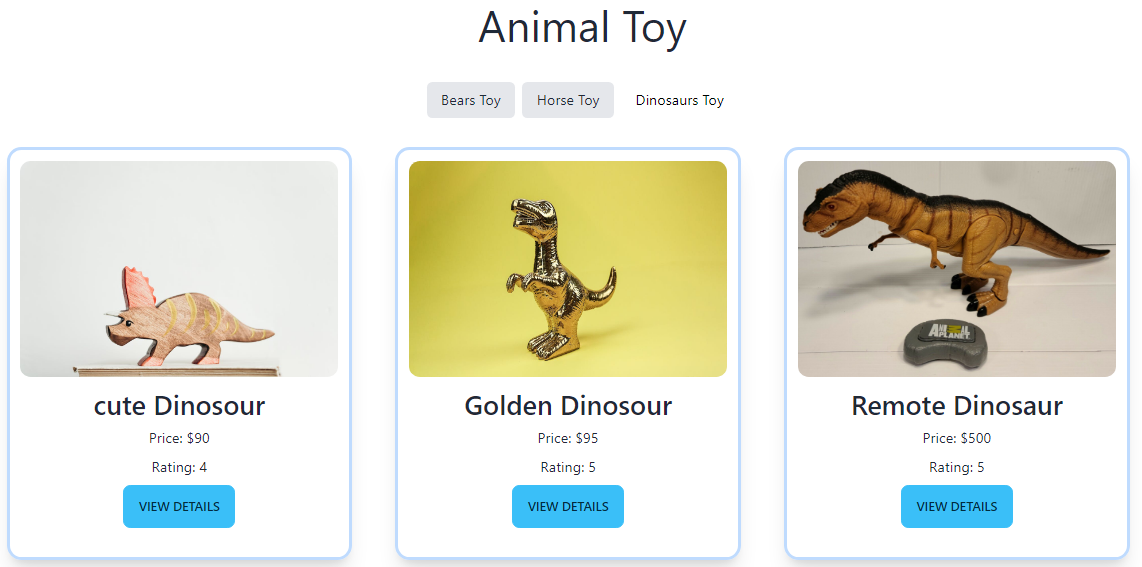 Animal Toy
Bears Toy Horse Toy Dinosaurs Toy
cute Dinosour Golden Dinosour Remote Dinosaur
Price: $90 Price: $95 Price: $500
Rating: 4 Rating: 5 Rating: 5
VIEW DETAILS VIEW DETAILS VIEW DETAILS
ANIMAL
PLANET